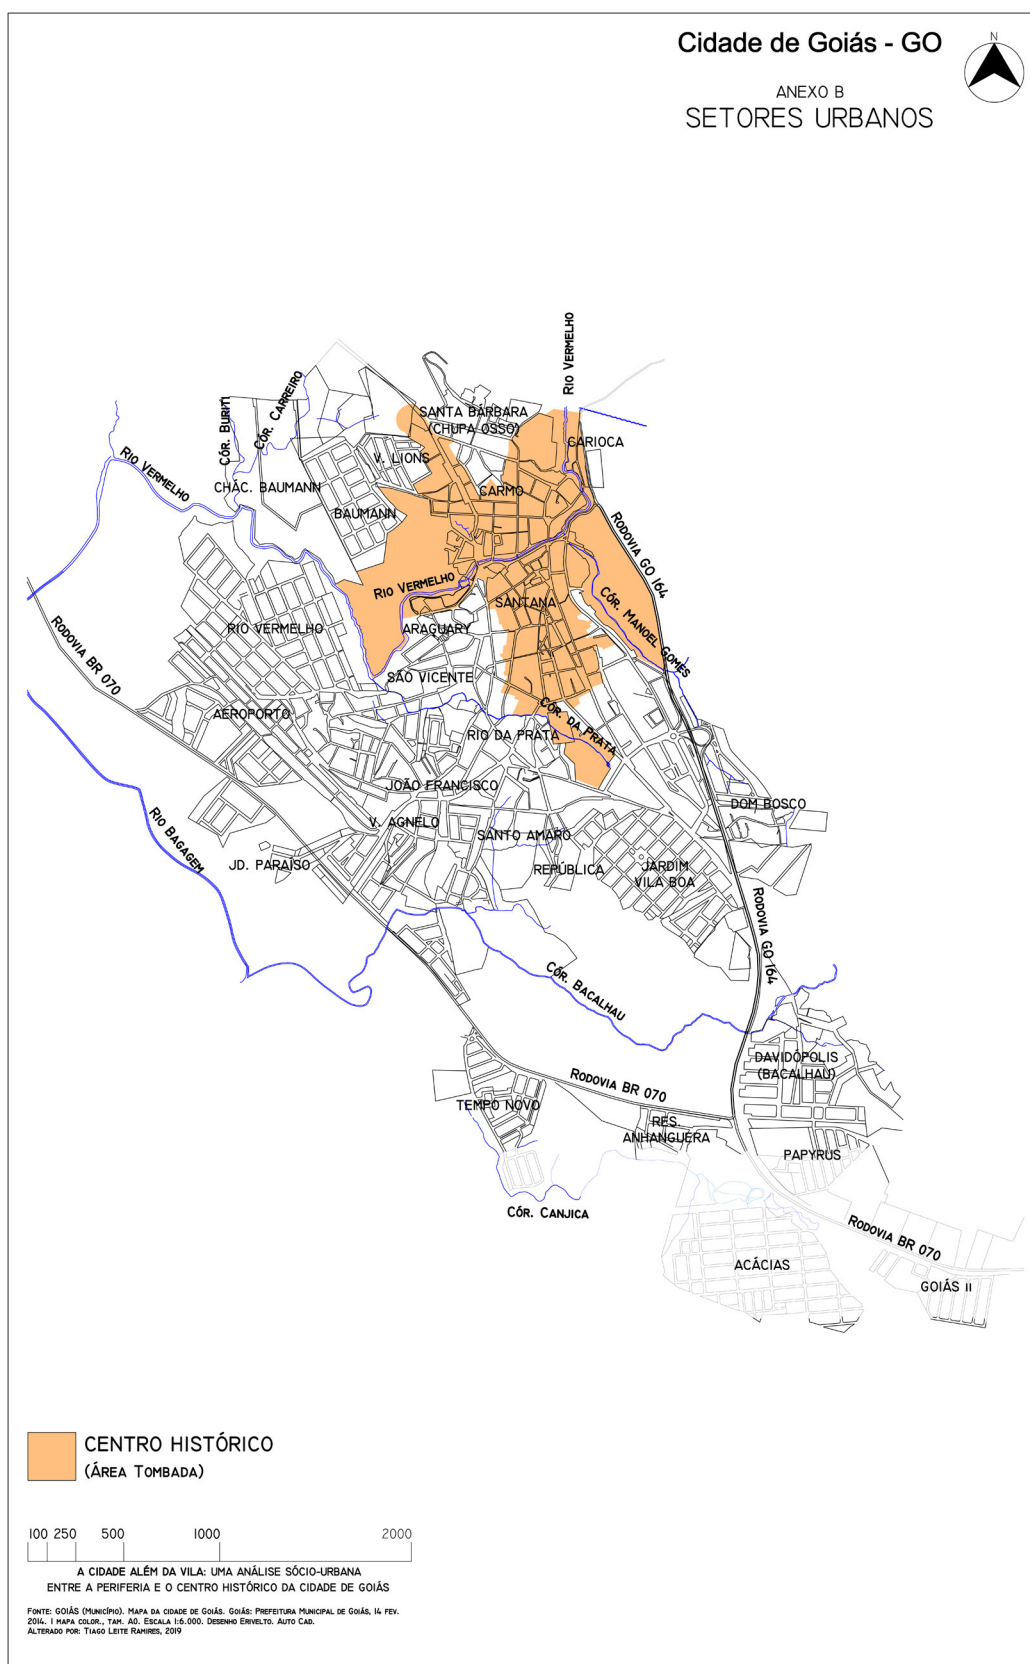 Cidade de Goiás - GO
N
ANEXO B
SETORES URBANOS
RIO VERMELHO
CÓR. BURITI
CÓR. CARREIRO
SANTA BÁRBARA
(CHUPA OSSO)
CARIOCA
V. LIONS
RIO VERMELHO
CHÁC. BAUMANN
CARMO
BAUMANN
RODOVIA GO 164
RIO VERMELHO
SANTANA
CÓR. MANOEL GOMES
RODOVIA BR 070
RIO VERMELHO
ARAGUARY
SÃO VICENTE
AEROPORTO
CÓR. DA PRATA
RIO DA PRATA
JOÃO FRANCISCO
DOM BOSCO
RIO BAGAGEM
V. AGNELO
SANTO AMARO
JD. PARAÍSO
REPÚBLICA
JARDIM
VILA BOA
RODOVIA GO 164
CÓR. BACALHAU
DAVIDÓPOLIS
(BACALHAU)
RODOVIA BR 070
TEMPO NOVO
RES.
ANHANGUERA
PAPYRUS
CÓR. CANJICA
RODOVIA BR 070
ACÁCIAS
GOIÁS II
CENTRO HISTÓRICO
(ÁREA TOMBADA)
100 250 500 1000 2000
A CIDADE ALÉM DA VILA: UMA ANÁLISE SÓCIO-URBANA
ENTRE A PERIFERIA E O CENTRO HISTÓRICO DA CIDADE DE GOIÁS
FONTE: GOIÁS (MUNICÍPIO). MAPA DA CIDADE DE GOIÁS. GOIÁS: PREFEITURA MUNICIPAL DE GOIÁS, 14 FEV.
2014. 1 MAPA COLOR., TAM. A0. ESCALA 1:6.000. DESENHO ERIVELTO. AUTO CAD.
ALTERADO POR: TIAGO LEITE RAMIRES, 2019